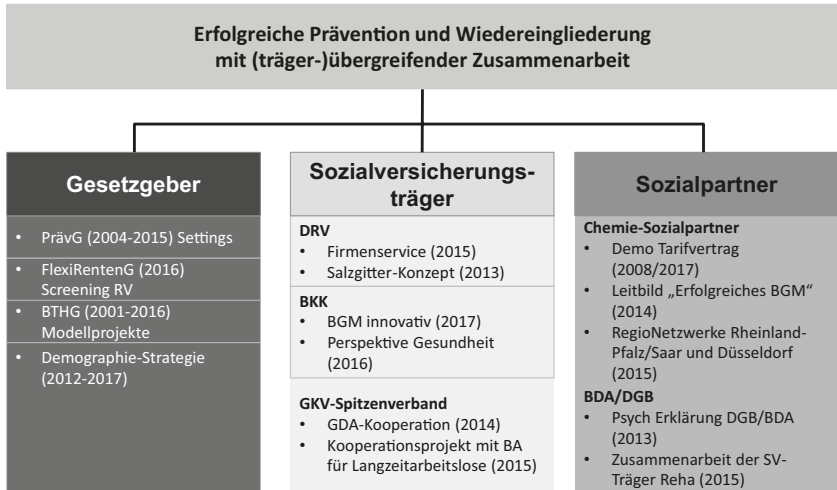 Erfolgreiche Prävention und Wiedereingliederung
mit (träger-)übergreifender Zusammenarbeit
Gesetzgeber
• PrävG (2004-2015) Settings
• FlexiRentenG (2016)
Screening RV
• BTHG (2001-2016)
Modellprojekte
• Demographie-Strategie
(2012-2017)
Sozialversicherungs-
träger
DRV
• Firmenservice (2015)
• Salzgitter-Konzept (2013)
BKK
• BGM innovativ (2017)
• Perspektive Gesundheit
(2016)
GKV-Spitzenverband
• GDA-Kooperation (2014)
• Kooperationsprojekt mit BA
für Langzeitarbeitslose (2015)
Sozialpartner
Chemie-Sozialpartner
• Demo Tarifvertrag
(2008/2017)
• Leitbild „Erfolgreiches BGM“
(2014)
• RegioNetzwerke Rheinland-
Pfalz/Saar und Düsseldorf
(2015)
BDA/DGB
• Psych Erklärung DGB/BDA
(2013)
• Zusammenarbeit der SV-
Träger Reha (2015)